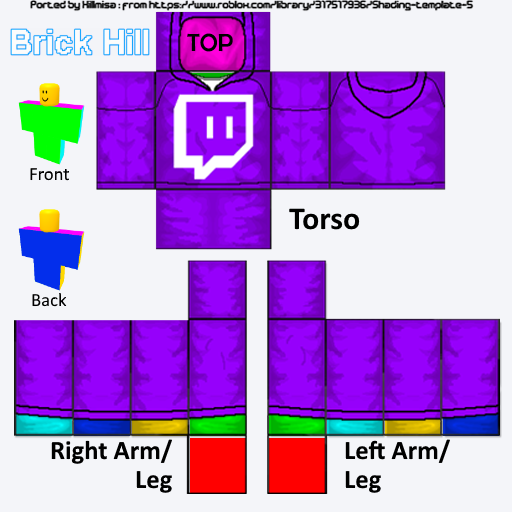 Ported by Hillmisa : from https://www.roblox.com/library/317517936/Shading-template-5
Brick Hill
TOP
Front
Torso
Back
Right Arm/
Leg
Left Arm/
Leg